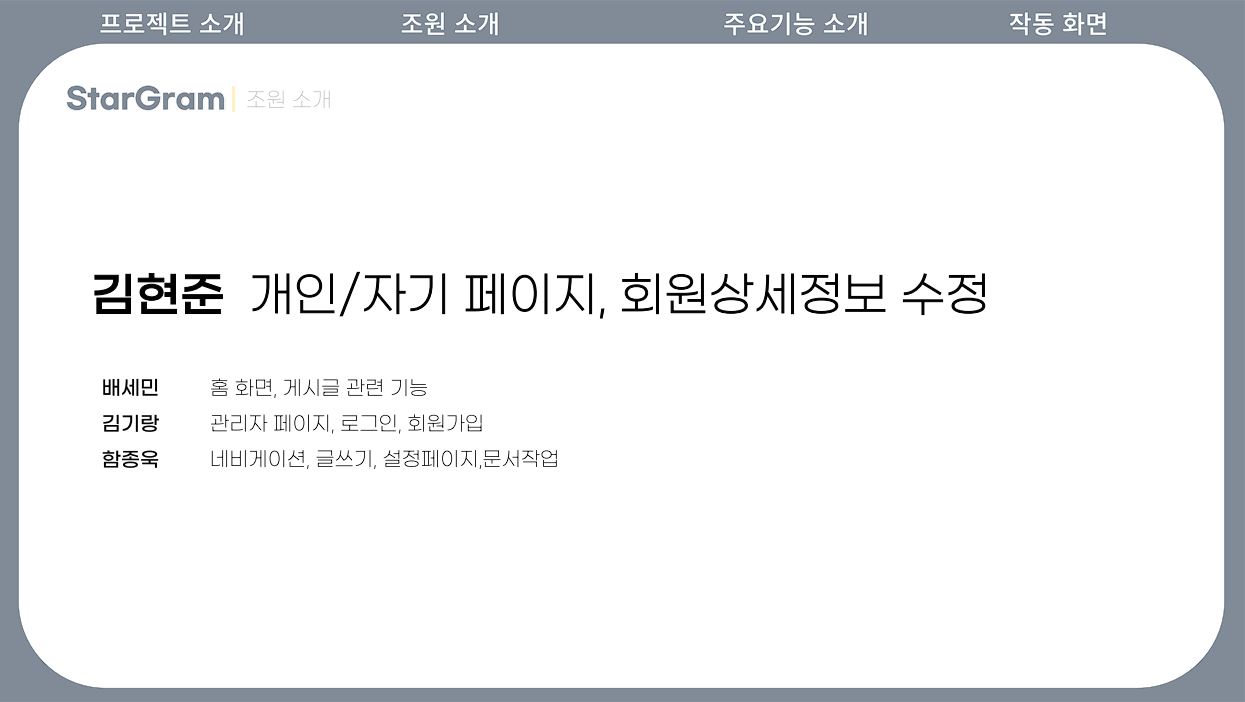 프로젝트 소개 조원 소개 주요기능 소개 작동 화면
StarGram 조원 소개
김현준 개인/자기 페이지, 회원상세정보 수정
배세민 홈 화면, 게시글 관련 기능
김기랑 관리자 페이지, 로그인, 회원가입
함종욱 네비게이션, 글쓰기, 설정페이지,문서작업